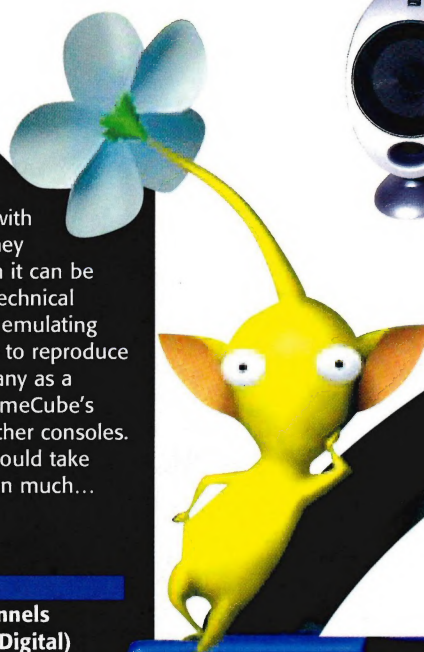 with
ney
n it can be
echnical
emulating
to reproduce
any as a
meCube's
ther consoles.
ould take
n much...
nnels
Digital)